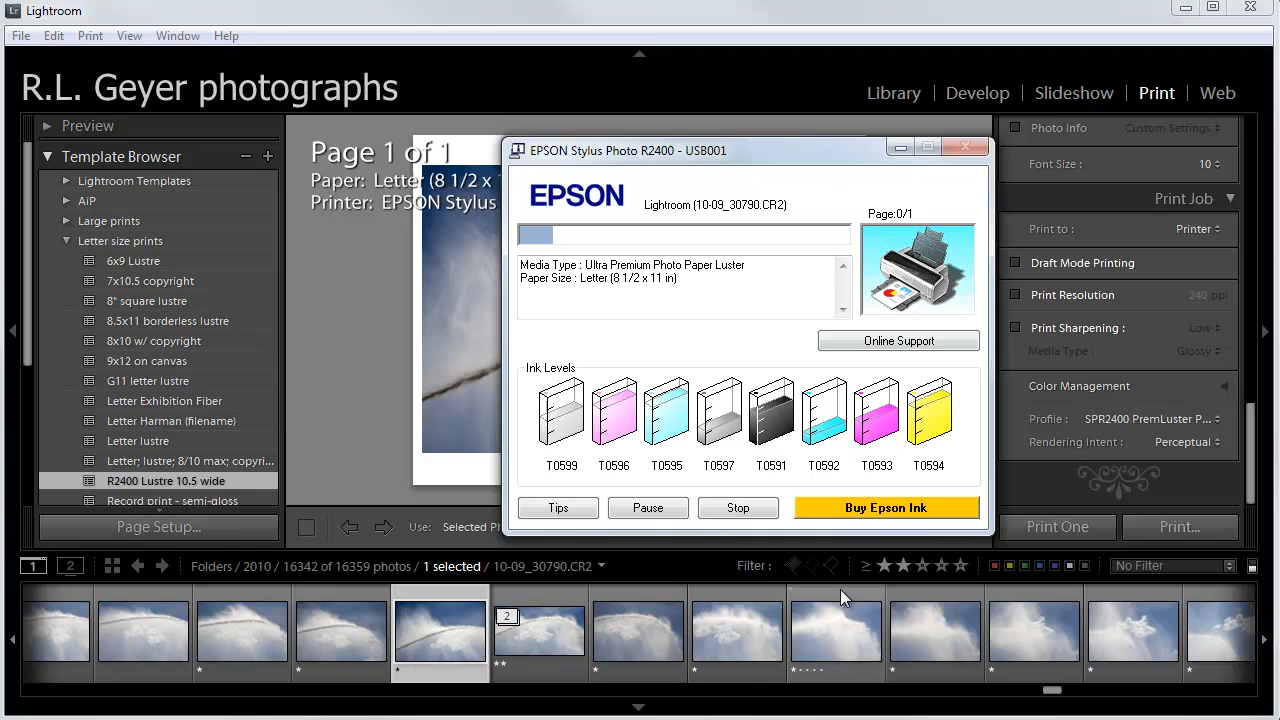 Lr Lightroom
File Edit Print View Window Help
R.L. Geyer photographs
Library | Develop | Slideshow | Print | Web
Preview
Template Browser
Lightroom Templates
AiP
Large prints
Letter size prints
6x9 Lustre
7x10.5 copyright
8" square lustre
8.5x11 borderless lustre
8x10 w/ copyright
9x12 on canvas
G11 letter lustre
Letter Exhibition Fiber
Letter Harman (filename)
Letter lustre
Letter; lustre; 8/10 max; copyri...
R2400 Lustre 10.5 wide
Record print - semi-gloss
Page Setup...
Page 1 of 1
Paper: Letter (8 1/2 x
Printer: EPSON Stylus
EPSON Stylus Photo R2400 - USB001
EPSON
Lightroom (10-09_30790.CR2)
Page:0/1
Media Type : Ultra Premium Photo Paper Luster
Paper Size : Letter (8 1/2 x 11 in)
Online Support
Ink Levels
T0599 T0596 T0595 T0597 T0591 T0592 T0593 T0594
Tips Pause Stop Buy Epson Ink
Use: Selected P
Photo Info Custom Settings
Font Size : 10
Print Job
Print to : Printer
Draft Mode Printing
Print Resolution 240 ppi
Print Sharpening : Low
Media Type : Glossy
Color Management
Profile : SPR2400 PremLuster P...
Rendering Intent : Perceptual
Print One Print...
1 2 Folders / 2010 / 16342 of 16359 photos / 1 selected / 10-09_30790.CR2
Filter : ≥ No Filter
2